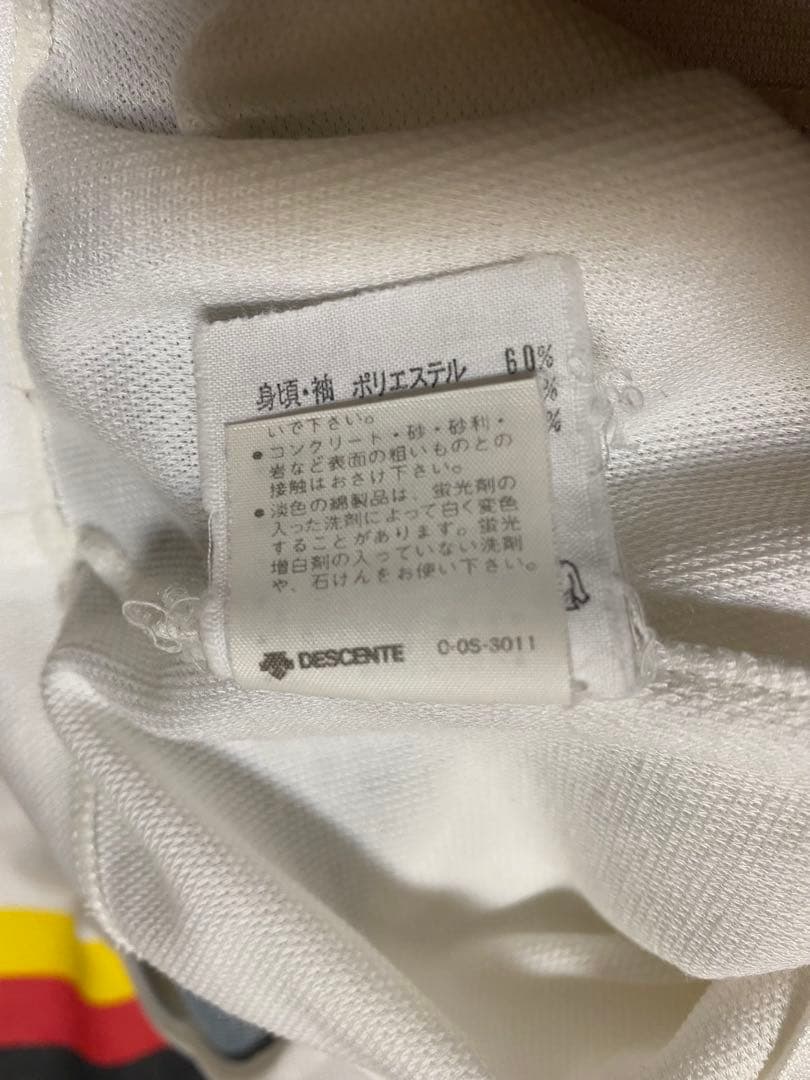 身頃・袖 ポリエステル 60%
%
%
いで下さい。
●コンクリート・砂・砂利・
岩など表面の粗いものとの
接触はおさけ下さい。
●淡色の綿製品は、蛍光剤の
入った洗剤によって白く変色
することがあります。蛍光
増白剤の入っていない洗剤
や、石けんをお使い下さい。
DESCENTE 0-0S-3011